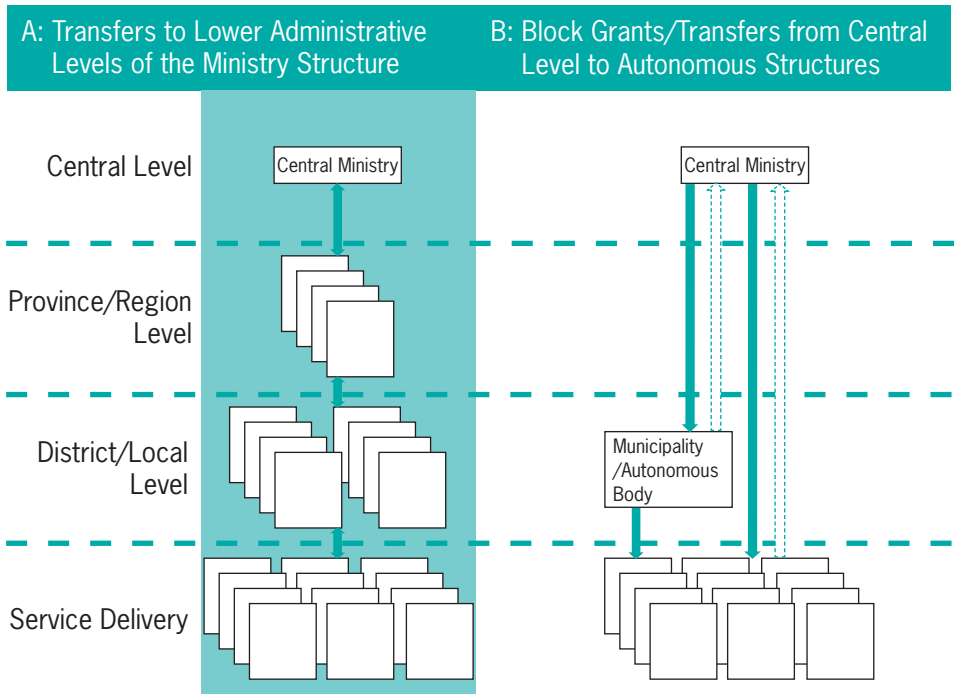 A: Transfers to Lower Administrative
Levels of the Ministry Structure
B: Block Grants/Transfers from Central
Level to Autonomous Structures
Central Level
Central Ministry
Central Ministry
Province/Region
Level
District/Local
Level
Municipality
/Autonomous
Body
Service Delivery